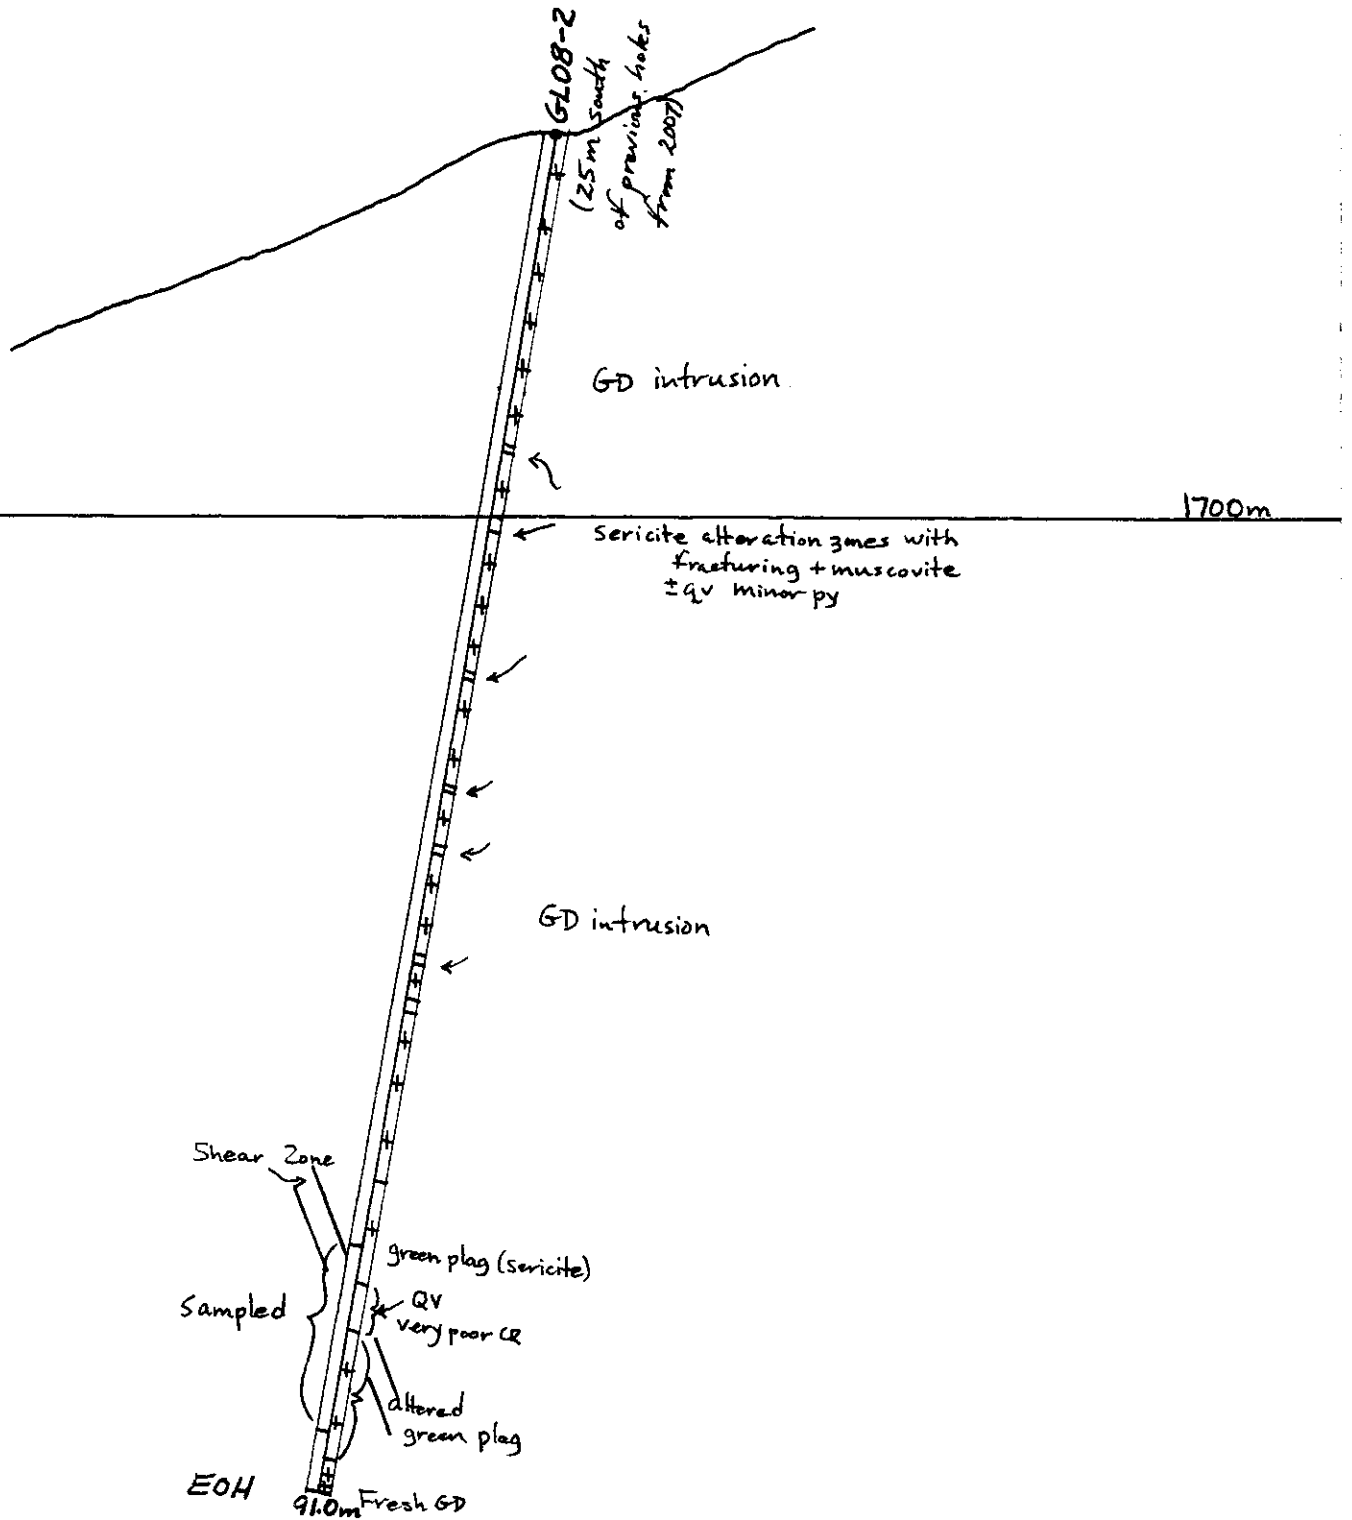 GL08-2
(25m south
of previous holes
from 2007)
GD intrusion
1700m
Sericite alteration zones with
fracturing + muscovite
± qv minor py
GD intrusion
Shear Zone
green plag (sericite)
Sampled
QV
very poor CR
altered
green plag
EOH
91.0m
Fresh GD